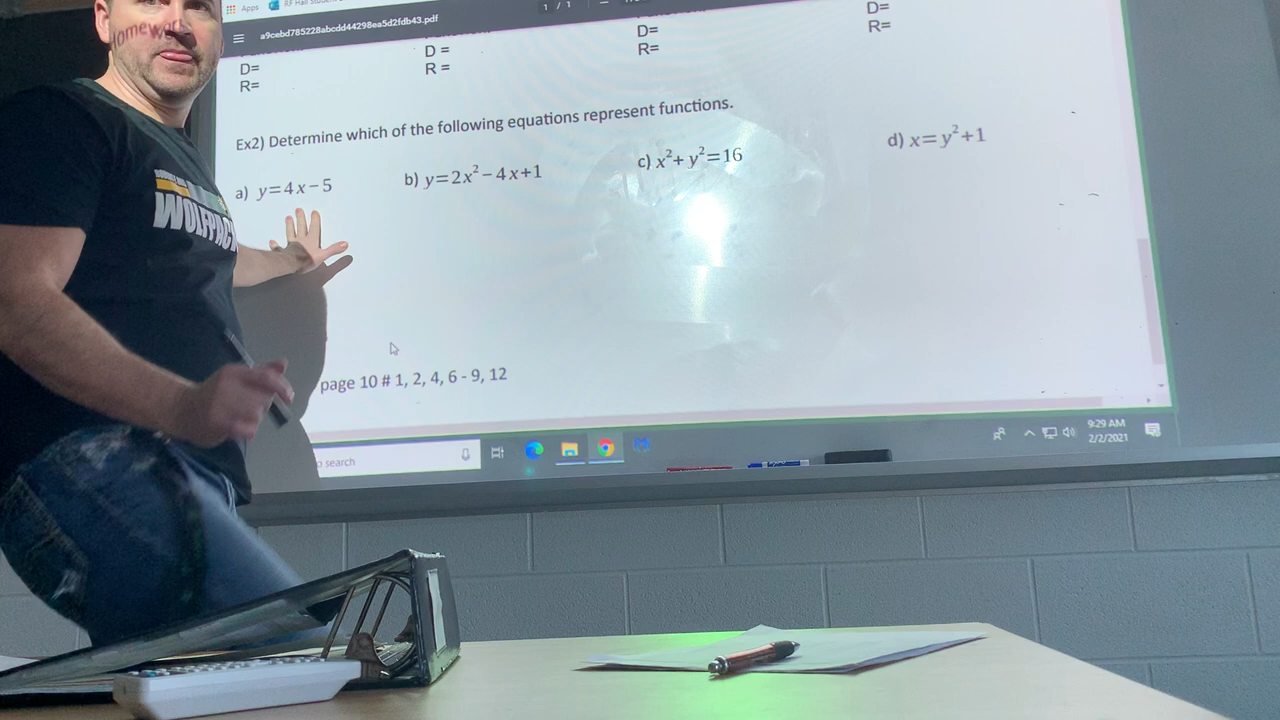 Apps
1 / 1
a9cebd785228abcdd44298ea5d2fdb43.pdf
Homework
D=
R=
D =
R =
D=
R=
D=
R=
Ex2) Determine which of the following equations represent functions.
a) y=4x−5
b) y=2x²−4x+1
c) x²+y²=16
d) x=y²+1
WOLFPACK
page 10 # 1, 2, 4, 6 - 9, 12
search
9:29 AM
2/2/2021